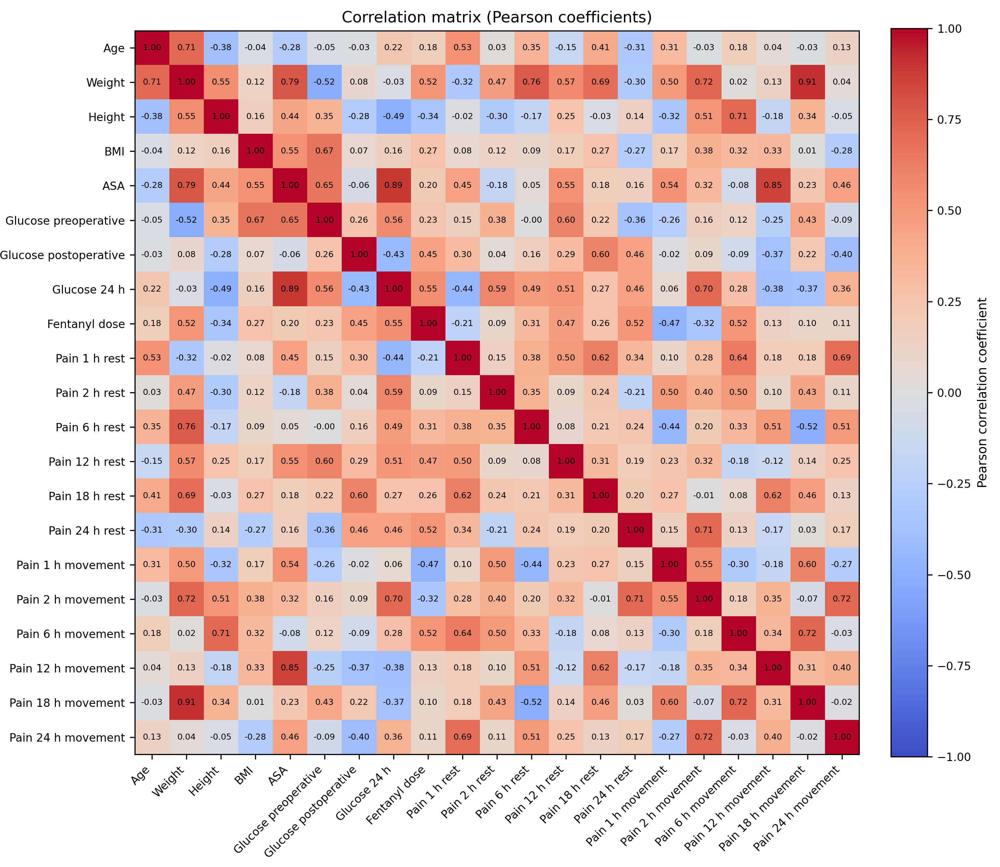 Correlation matrix (Pearson coefficients)
Age 1.00 0.71 -0.38 -0.04 -0.28 -0.05 -0.03 0.22 0.18 0.53 0.03 0.35 -0.15 0.41 -0.31 0.31 -0.03 0.18 0.04 -0.03 0.13
Weight 0.71 1.00 0.55 0.12 0.79 -0.52 0.08 -0.03 0.52 -0.32 0.47 0.76 0.57 0.69 -0.30 0.50 0.72 0.02 0.13 0.91 0.04
Height -0.38 0.55 1.00 0.16 0.44 0.35 -0.28 -0.49 -0.34 -0.02 -0.30 -0.17 0.25 -0.03 0.14 -0.32 0.51 0.71 -0.18 0.34 -0.05
BMI -0.04 0.12 0.16 1.00 0.55 0.67 0.07 0.16 0.27 0.08 0.12 0.09 0.17 0.27 -0.27 0.17 0.38 0.32 0.33 0.01 -0.28
ASA -0.28 0.79 0.44 0.55 1.00 0.65 -0.06 0.89 0.20 0.45 -0.18 0.05 0.55 0.18 0.16 0.54 0.32 -0.08 0.85 0.23 0.46
Glucose preoperative -0.05 -0.52 0.35 0.67 0.65 1.00 0.26 0.56 0.23 0.15 0.38 -0.00 0.60 0.22 -0.36 -0.26 0.16 0.12 -0.25 0.43 -0.09
Glucose postoperative -0.03 0.08 -0.28 0.07 -0.06 0.26 1.00 -0.43 0.45 0.30 0.04 0.16 0.29 0.60 0.46 -0.02 0.09 -0.09 -0.37 0.22 -0.40
Glucose 24 h 0.22 -0.03 -0.49 0.16 0.89 0.56 -0.43 1.00 0.55 -0.44 0.59 0.49 0.51 0.27 0.46 0.06 0.70 0.28 -0.38 -0.37 0.36
Fentanyl dose 0.18 0.52 -0.34 0.27 0.20 0.23 0.45 0.55 1.00 -0.21 0.09 0.31 0.47 0.26 0.52 -0.47 -0.32 0.52 0.13 0.10 0.11
Pain 1 h rest 0.53 -0.32 -0.02 0.08 0.45 0.15 0.30 -0.44 -0.21 1.00 0.15 0.38 0.50 0.62 0.34 0.10 0.28 0.64 0.18 0.18 0.69
Pain 2 h rest 0.03 0.47 -0.30 0.12 -0.18 0.38 0.04 0.59 0.09 0.15 1.00 0.35 0.09 0.24 -0.21 0.50 0.40 0.50 0.10 0.43 0.11
Pain 6 h rest 0.35 0.76 -0.17 0.09 0.05 -0.00 0.16 0.49 0.31 0.38 0.35 1.00 0.08 0.21 0.24 -0.44 0.20 0.33 0.51 -0.52 0.51
Pain 12 h rest -0.15 0.57 0.25 0.17 0.55 0.60 0.29 0.51 0.47 0.50 0.09 0.08 1.00 0.31 0.19 0.23 0.32 -0.18 -0.12 0.14 0.25
Pain 18 h rest 0.41 0.69 -0.03 0.27 0.18 0.22 0.60 0.27 0.26 0.62 0.24 0.21 0.31 1.00 0.20 0.27 -0.01 0.08 0.62 0.46 0.13
Pain 24 h rest -0.31 -0.30 0.14 -0.27 0.16 -0.36 0.46 0.46 0.52 0.34 -0.21 0.24 0.19 0.20 1.00 0.15 0.71 0.13 -0.17 0.03 0.17
Pain 1 h movement 0.31 0.50 -0.32 0.17 0.54 -0.26 -0.02 0.06 -0.47 0.10 0.50 -0.44 0.23 0.27 0.15 1.00 0.55 -0.30 -0.18 0.60 -0.27
Pain 2 h movement -0.03 0.72 0.51 0.38 0.32 0.16 0.09 0.70 -0.32 0.28 0.40 0.20 0.32 -0.01 0.71 0.55 1.00 0.18 0.35 -0.07 0.72
Pain 6 h movement 0.18 0.02 0.71 0.32 -0.08 0.12 -0.09 0.28 0.52 0.64 0.50 0.33 -0.18 0.08 0.13 -0.30 0.18 1.00 0.34 0.72 -0.03
Pain 12 h movement 0.04 0.13 -0.18 0.33 0.85 -0.25 -0.37 -0.38 0.13 0.18 0.10 0.51 -0.12 0.62 -0.17 -0.18 0.35 0.34 1.00 0.31 0.40
Pain 18 h movement -0.03 0.91 0.34 0.01 0.23 0.43 0.22 -0.37 0.10 0.18 0.43 -0.52 0.14 0.46 0.03 0.60 -0.07 0.72 0.31 1.00 -0.02
Pain 24 h movement 0.13 0.04 -0.05 -0.28 0.46 -0.09 -0.40 0.36 0.11 0.69 0.11 0.51 0.25 0.13 0.17 -0.27 0.72 -0.03 0.40 -0.02 1.00
Age
Weight
Height
BMI
ASA
Glucose preoperative
Glucose postoperative
Glucose 24 h
Fentanyl dose
Pain 1 h rest
Pain 2 h rest
Pain 6 h rest
Pain 12 h rest
Pain 18 h rest
Pain 24 h rest
Pain 1 h movement
Pain 2 h movement
Pain 6 h movement
Pain 12 h movement
Pain 18 h movement
Pain 24 h movement
1.00
0.75
0.50
0.25
0.00
−0.25
−0.50
−0.75
−1.00
Pearson correlation coefficient